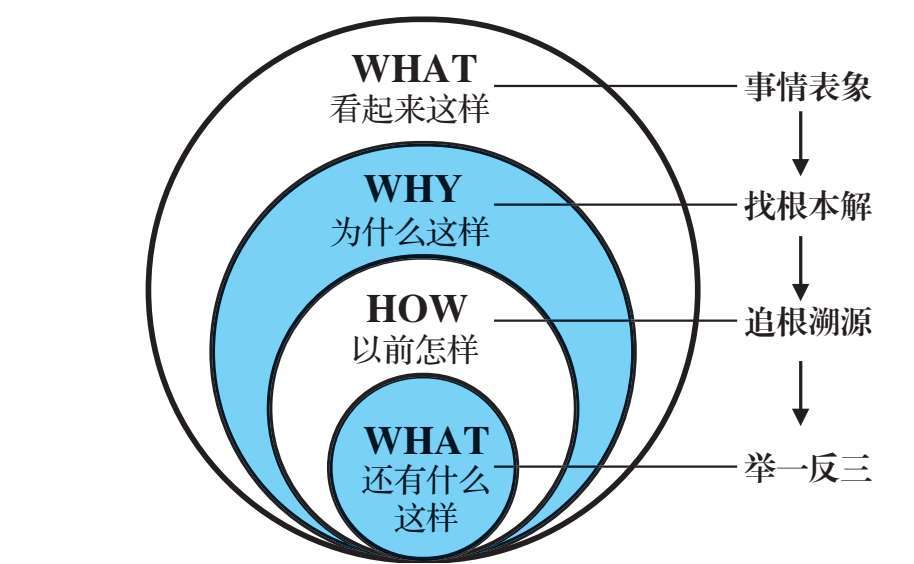 WHAT
看起来这样
事情表象
WHY
为什么这样
找根本解
HOW
以前怎样
追根溯源
WHAT
还有什么
这样
举一反三